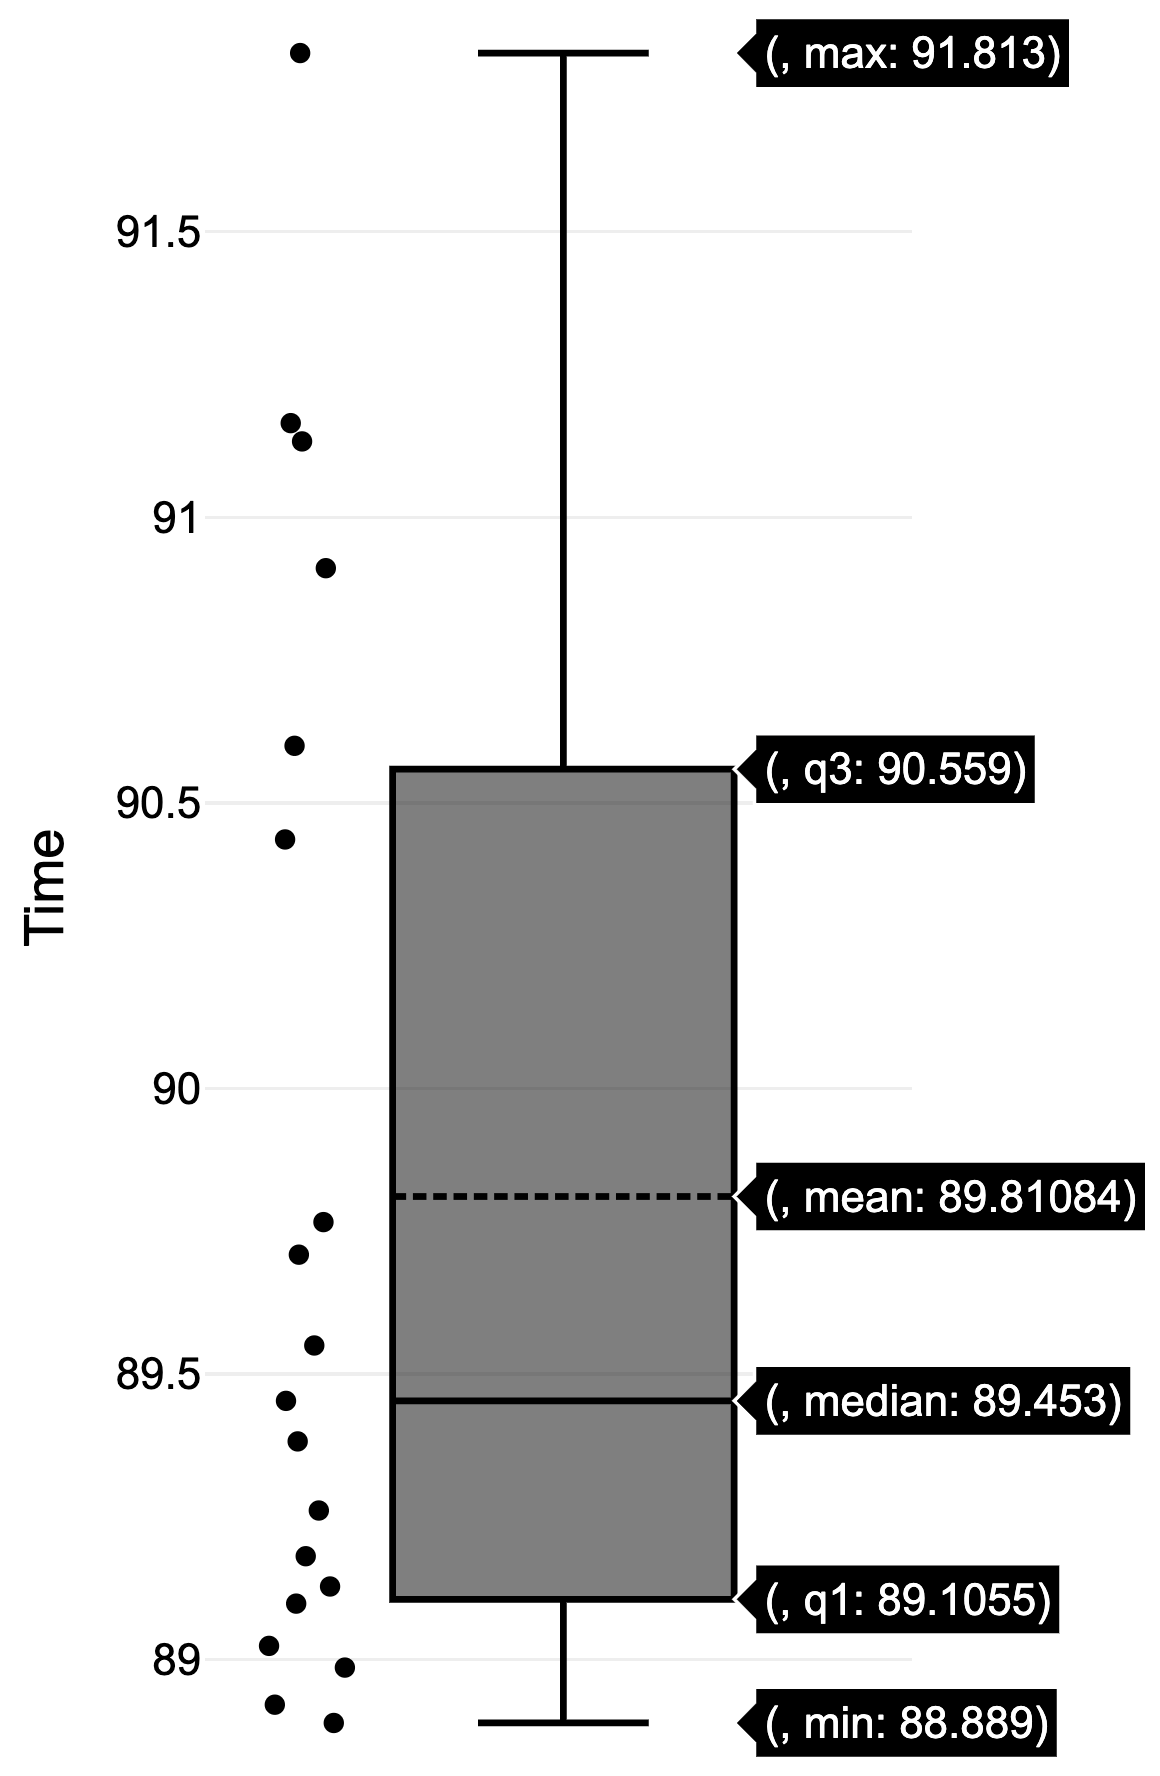 (, max: 91.813)
91.5
91
(, q3: 90.559)
90.5
Time
90
(, mean: 89.81084)
89.5
(, median: 89.453)
(, q1: 89.1055)
89
(, min: 88.889)